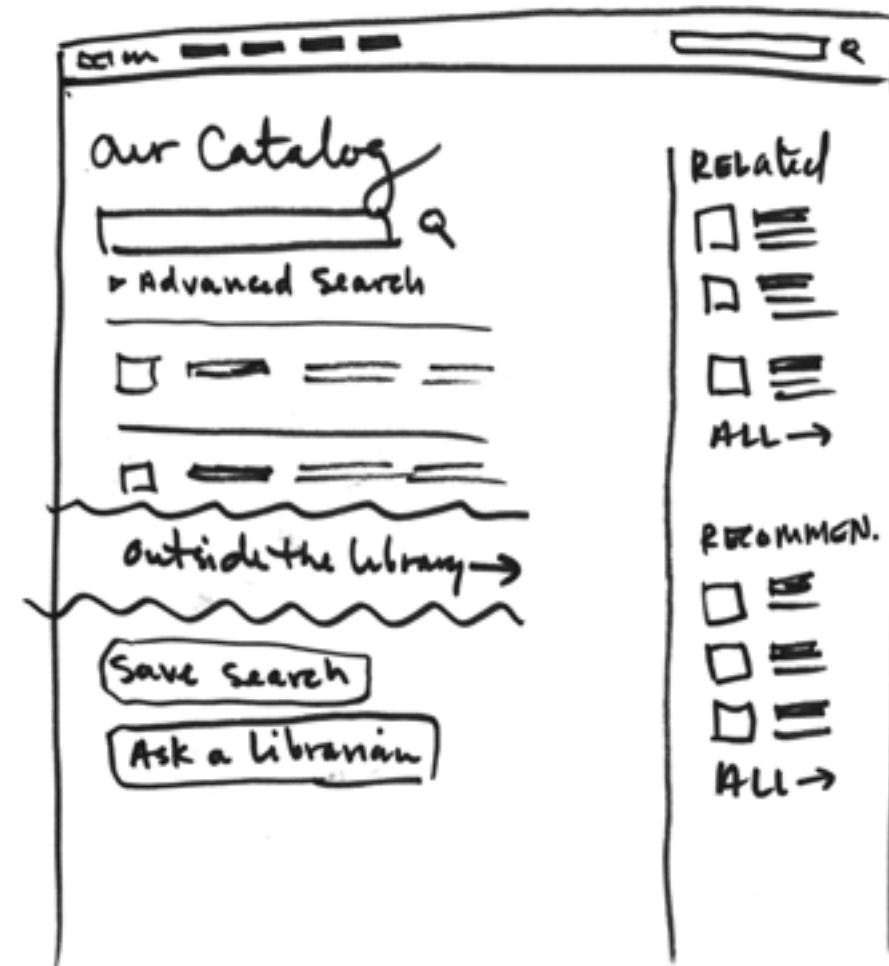 our Catalog
▸ Advanced Search
Outside the library →
Save Search
Ask a Librarian
RELATED
ALL →
RECOMMEN.
ALL →